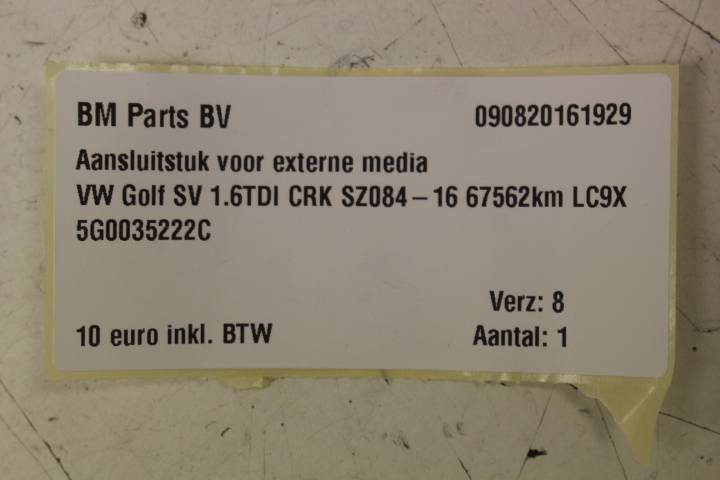 BM Parts BV 090820161929
Aansluitstuk voor externe media
VW Golf SV 1.6TDI CRK SZ084 – 16 67562km LC9X
5G0035222C
Verz: 8
10 euro inkl. BTW Aantal: 1